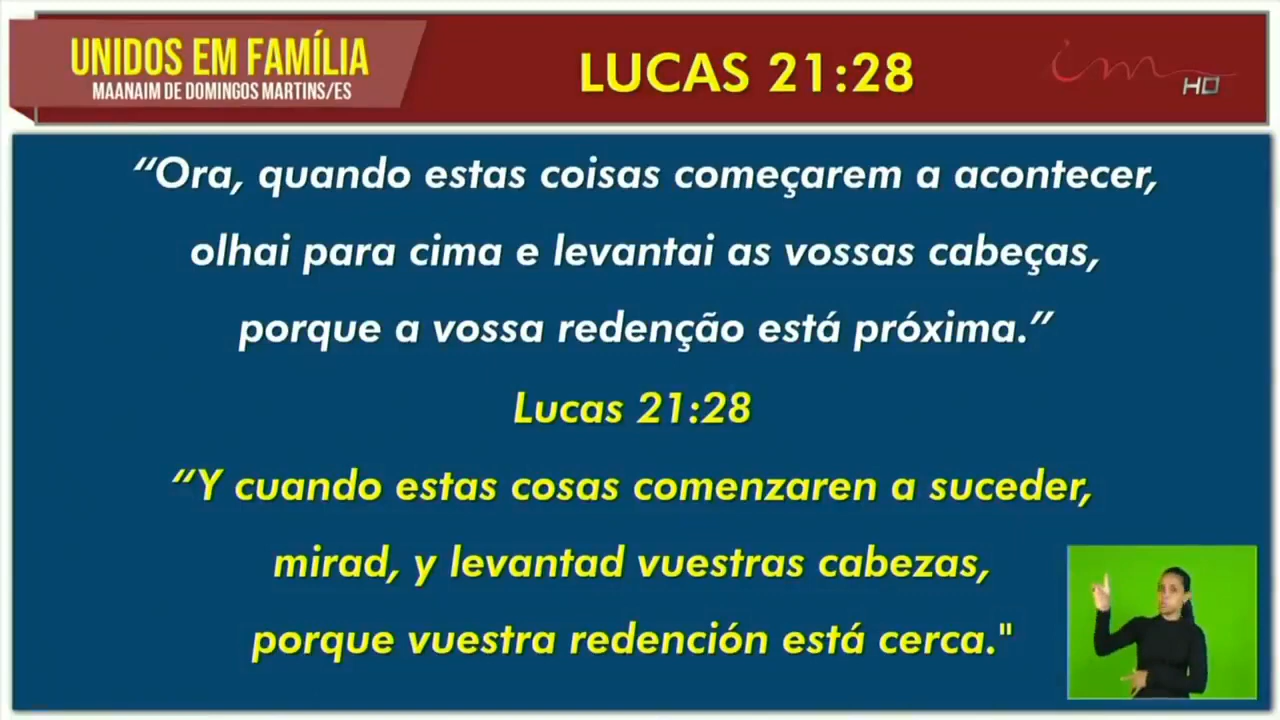 UNIDOS EM FAMÍLIA
MAANAIM DE DOMINGOS MARTINS/ES
LUCAS 21:28
im
HD
“Ora, quando estas coisas começarem a acontecer,
olhai para cima e levantai as vossas cabeças,
porque a vossa redenção está próxima.”
Lucas 21:28
“Y cuando estas cosas comenzaren a suceder,
mirad, y levantad vuestras cabezas,
porque vuestra redención está cerca."